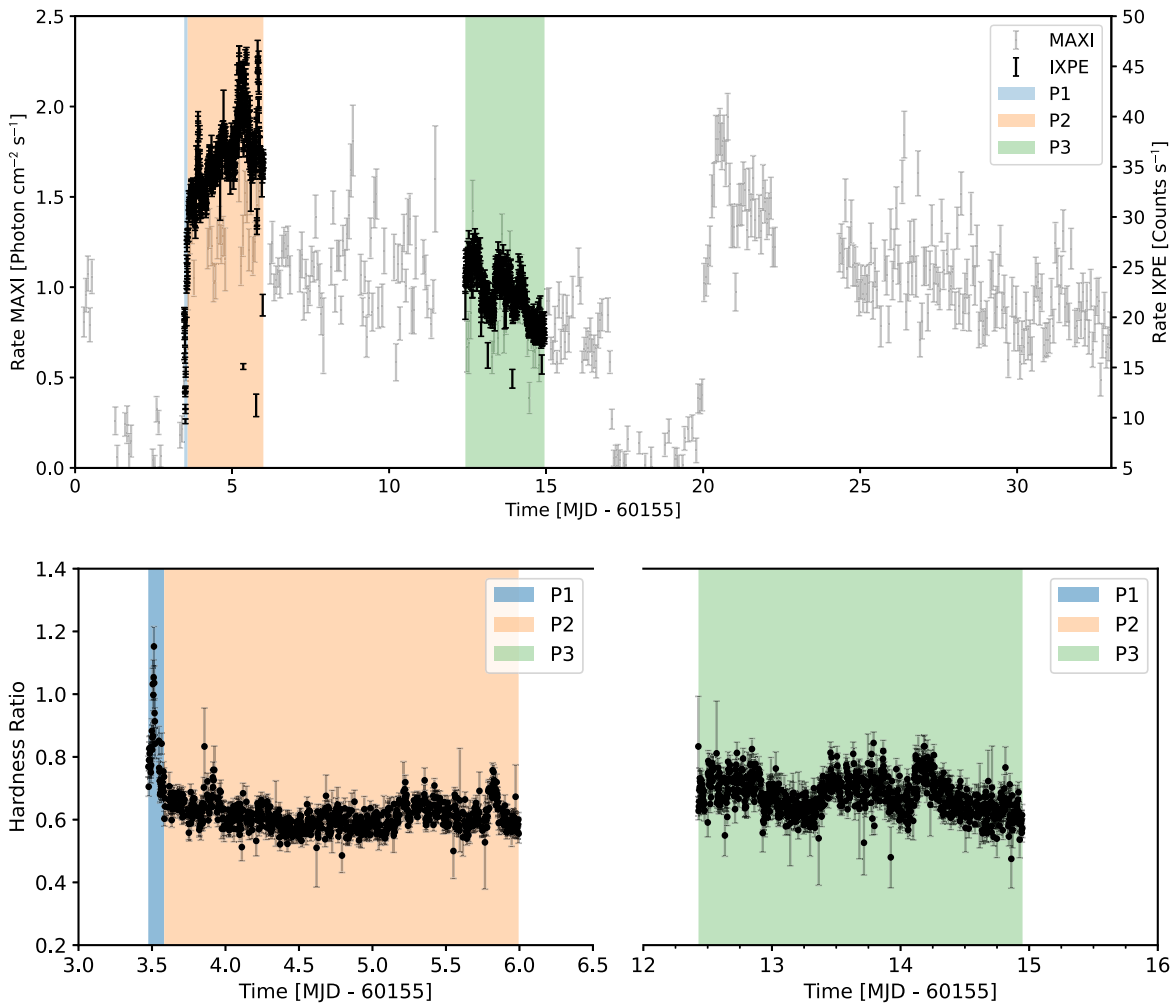 2.5
2.0
1.5
1.0
0.5
0.0
Rate MAXI [Photon cm⁻² s⁻¹]
50
45
40
35
30
25
20
15
10
5
Rate IXPE [Counts s⁻¹]
MAXI
IXPE
P1
P2
P3
0 5 10 15 20 25 30
Time [MJD - 60155]
1.4
1.2
1.0
0.8
0.6
0.4
0.2
Hardness Ratio
P1
P2
P3
P1
P2
P3
3.0 3.5 4.0 4.5 5.0 5.5 6.0 6.5
12 13 14 15 16
Time [MJD - 60155]
Time [MJD - 60155]